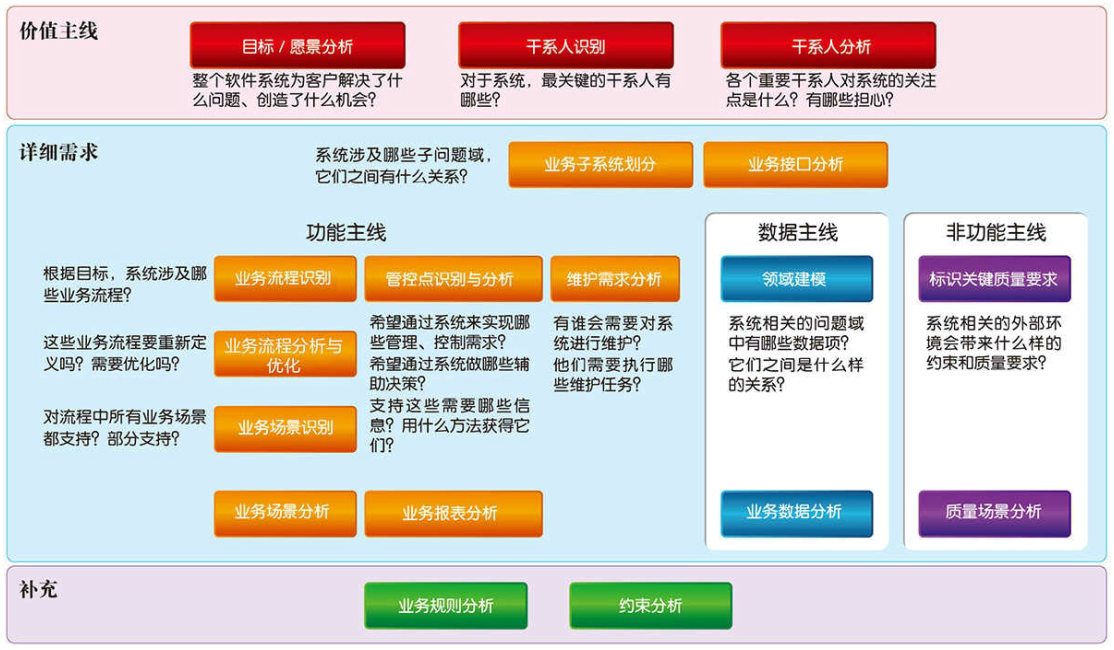 价值主线
目标 / 愿景分析
整个软件系统为客户解决了什
么问题、创造了什么机会?
干系人识别
对于系统，最关键的干系人有
哪些?
干系人分析
各个重要干系人对系统的关注
点是什么? 有哪些担心?
详细需求
系统涉及哪些子问题域，
它们之间有什么关系?
业务子系统划分
业务接口分析
功能主线
根据目标，系统涉及哪
些业务流程?
业务流程识别
这些业务流程要重新定
义吗? 需要优化吗?
业务流程分析与
优化
对流程中所有业务场景
都支持? 部分支持?
业务场景识别
业务场景分析
管控点识别与分析
希望通过系统来实现哪
些管理、控制需求?
希望通过系统做哪些辅
助决策?
支持这些需要哪些信
息? 用什么方法获得它
们?
业务报表分析
维护需求分析
有谁会需要对系
统进行维护?
他们需要执行哪
些维护任务?
数据主线
领域建模
系统相关的问题域
中有哪些数据项?
它们之间是什么样
的关系?
业务数据分析
非功能主线
标识关键质量要求
系统相关的外部环
境会带来什么样的
约束和质量要求?
质量场景分析
补充
业务规则分析
约束分析